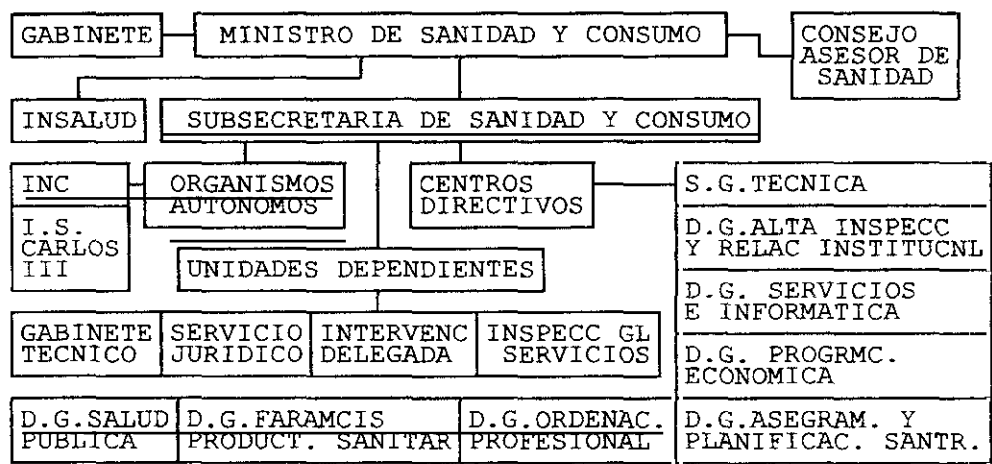 GABINETE
MINISTRO DE SANIDAD Y CONSUMO
CONSEJO
ASESOR DE
SANIDAD
INSALUD
SUBSECRETARIA DE SANIDAD Y CONSUMO
INC
I.S.
CARLOS
III
ORGANISMOS
AUTONOMOS
CENTROS
DIRECTIVOS
S.G.TECNICA
D.G.ALTA INSPECC
Y RELAC INSTITUCNL
D.G. SERVICIOS
E INFORMATICA
D.G. PROGRMC.
ECONOMICA
D.G.ASEGRAM. Y
PLANIFICAC. SANTR.
UNIDADES DEPENDIENTES
GABINETE
TECNICO
SERVICIO
JURIDICO
INTERVENC
DELEGADA
INSPECC GL
SERVICIOS
D.G.SALUD
PUBLICA
D.G.FARAMCIS
PRODUCT. SANITAR
D.G.ORDENAC.
PROFESIONAL